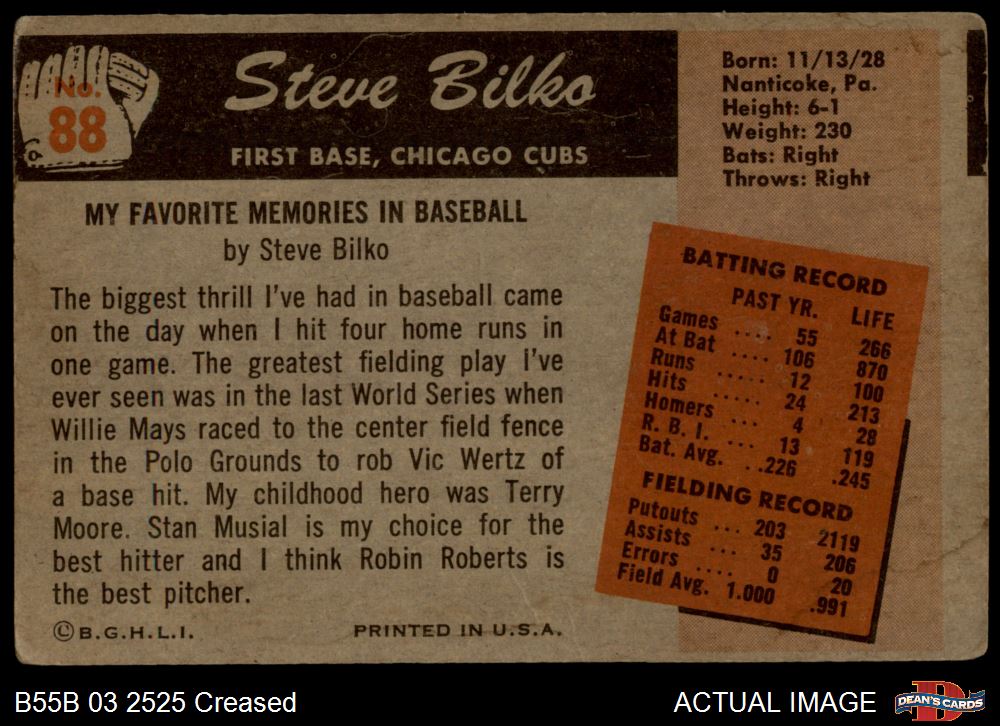 No.
88
Steve Bilko
FIRST BASE, CHICAGO CUBS
Born: 11/13/28
Nanticoke, Pa.
Height: 6-1
Weight: 230
Bats: Right
Throws: Right
MY FAVORITE MEMORIES IN BASEBALL
by Steve Bilko
The biggest thrill I've had in baseball came
on the day when I hit four home runs in
one game. The greatest fielding play I've
ever seen was in the last World Series when
Willie Mays raced to the center field fence
in the Polo Grounds to rob Vic Wertz of
a base hit. My childhood hero was Terry
Moore. Stan Musial is my choice for the
best hitter and I think Robin Roberts is
the best pitcher.
©B.G.H.L.I. PRINTED IN U.S.A.
BATTING RECORD
PAST YR. LIFE
Games .... 55 266
At Bat .... 106 870
Runs ..... 12 100
Hits ..... 24 213
Homers ... 4 28
R. B. I. ... 13 119
Bat. Avg. ..226 .245
FIELDING RECORD
Putouts ... 203 2119
Assists ... 35 206
Errors .... 0 20
Field Avg. 1.000 .991
B55B 03 2525 Creased
ACTUAL IMAGE
D
DEAN'S CARDS